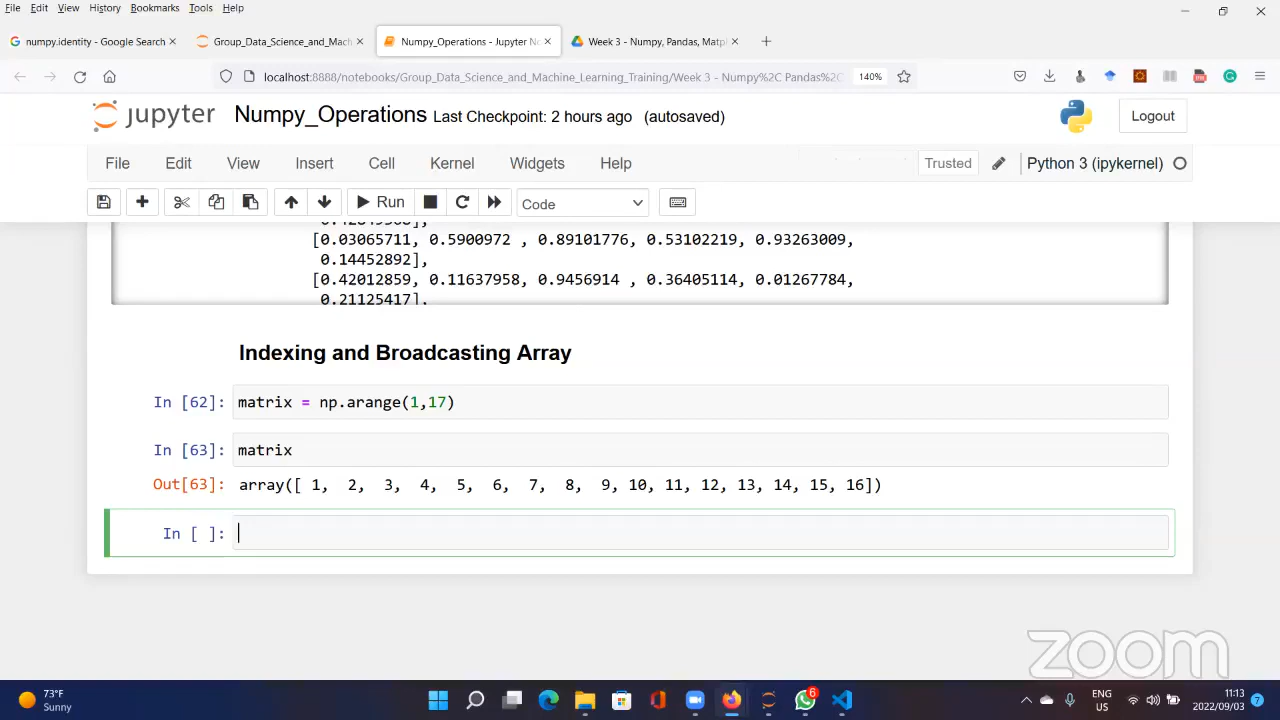 File Edit View History Bookmarks Tools Help
numpy.identity - Google Search
Group_Data_Science_and_Mach
Numpy_Operations - Jupyter No
Week 3 - Numpy, Pandas, Matpl
localhost:8888/notebooks/Group_Data_Science_and_Machine_Learning_Training/Week 3 - Numpy%2C Pandas%2C 140%
jupyter Numpy_Operations Last Checkpoint: 2 hours ago (autosaved) Logout
File Edit View Insert Cell Kernel Widgets Help Trusted Python 3 (ipykernel)
Run Code
[0.03065711, 0.5900972 , 0.89101776, 0.53102219, 0.93263009,
0.14452892],
[0.42012859, 0.11637958, 0.9456914 , 0.36405114, 0.01267784,
0.21125417],
Indexing and Broadcasting Array
In [62]: matrix = np.arange(1,17)
In [63]: matrix
Out[63]: array([ 1, 2, 3, 4, 5, 6, 7, 8, 9, 10, 11, 12, 13, 14, 15, 16])
In [ ]:
zoom
73°F
Sunny
6
ENG
US
11:13
2022/09/03
7